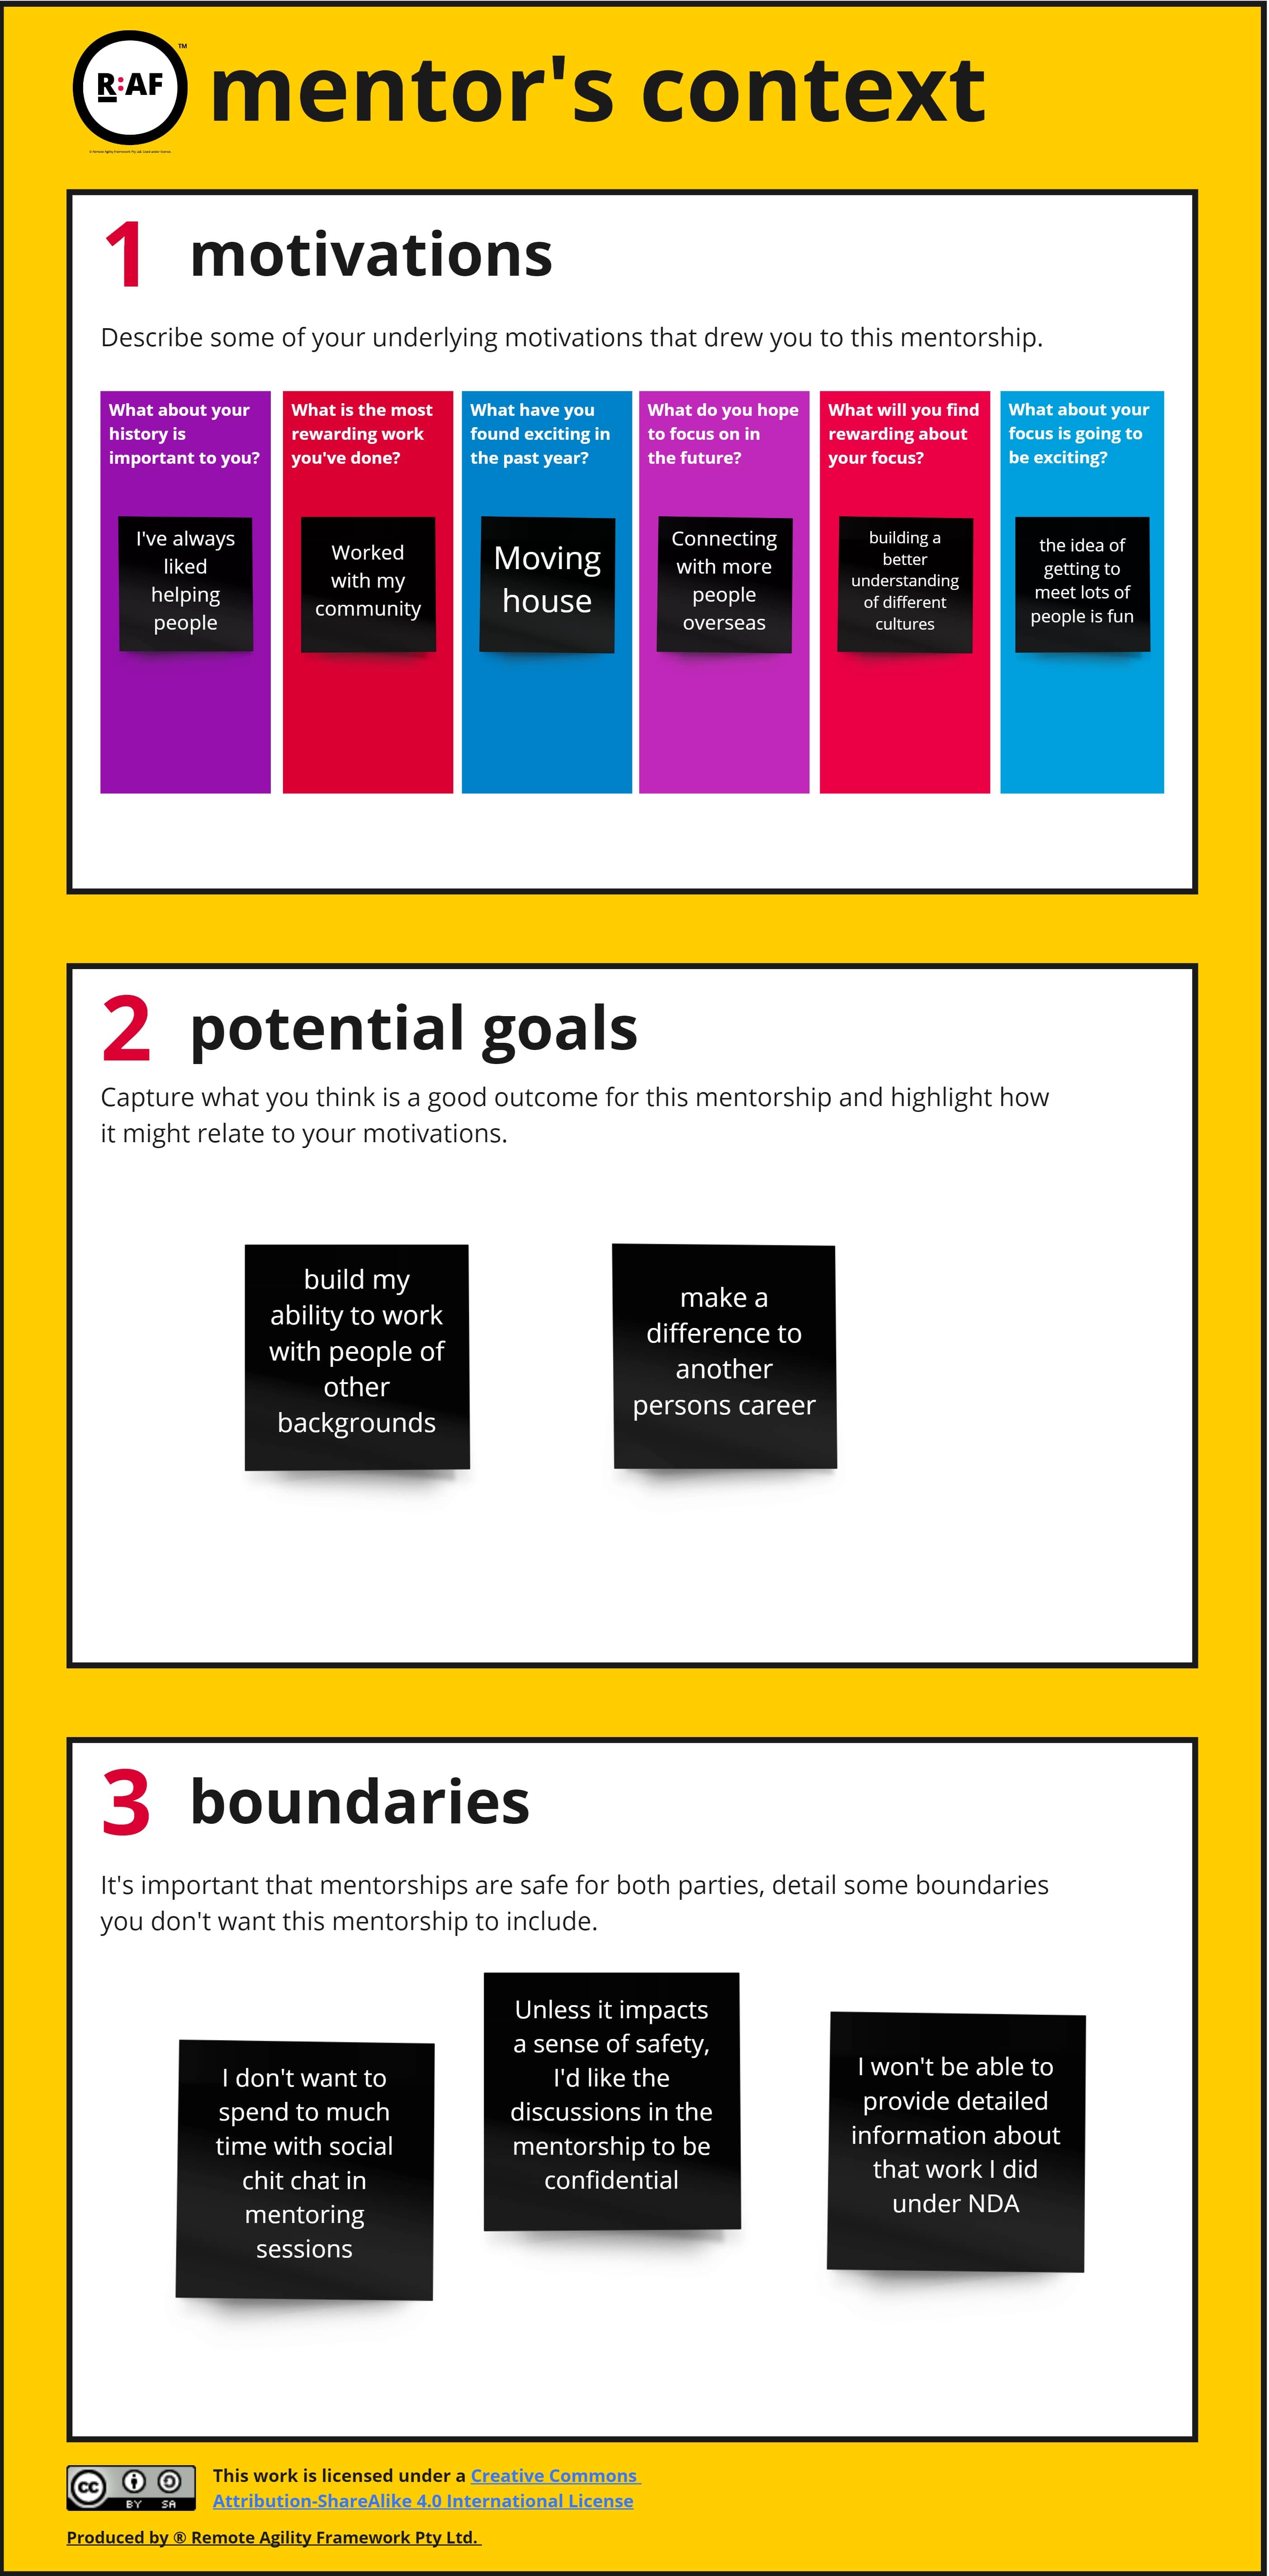 R:AF
TM
mentor's context
1 motivations
Describe some of your underlying motivations that drew you to this mentorship.
What about your
history is
important to you?
I've always
liked
helping
people
What is the most
rewarding work
you've done?
Worked
with my
community
What have you
found exciting in
the past year?
Moving
house
What do you hope
to focus on in
the future?
Connecting
with more
people
overseas
What will you find
rewarding about
your focus?
building a
better
understanding
of different
cultures
What about your
focus is going to
be exciting?
the idea of
getting to
meet lots of
people is fun
2 potential goals
Capture what you think is a good outcome for this mentorship and highlight how
it might relate to your motivations.
build my
ability to work
with people of
other
backgrounds
make a
difference to
another
persons career
3 boundaries
It's important that mentorships are safe for both parties, detail some boundaries
you don't want this mentorship to include.
I don't want to
spend to much
time with social
chit chat in
mentoring
sessions
Unless it impacts
a sense of safety,
I'd like the
discussions in the
mentorship to be
confidential
I won't be able to
provide detailed
information about
that work I did
under NDA
cc BY SA
This work is licensed under a Creative Commons
Attribution-ShareAlike 4.0 International License
Produced by ® Remote Agility Framework Pty Ltd.